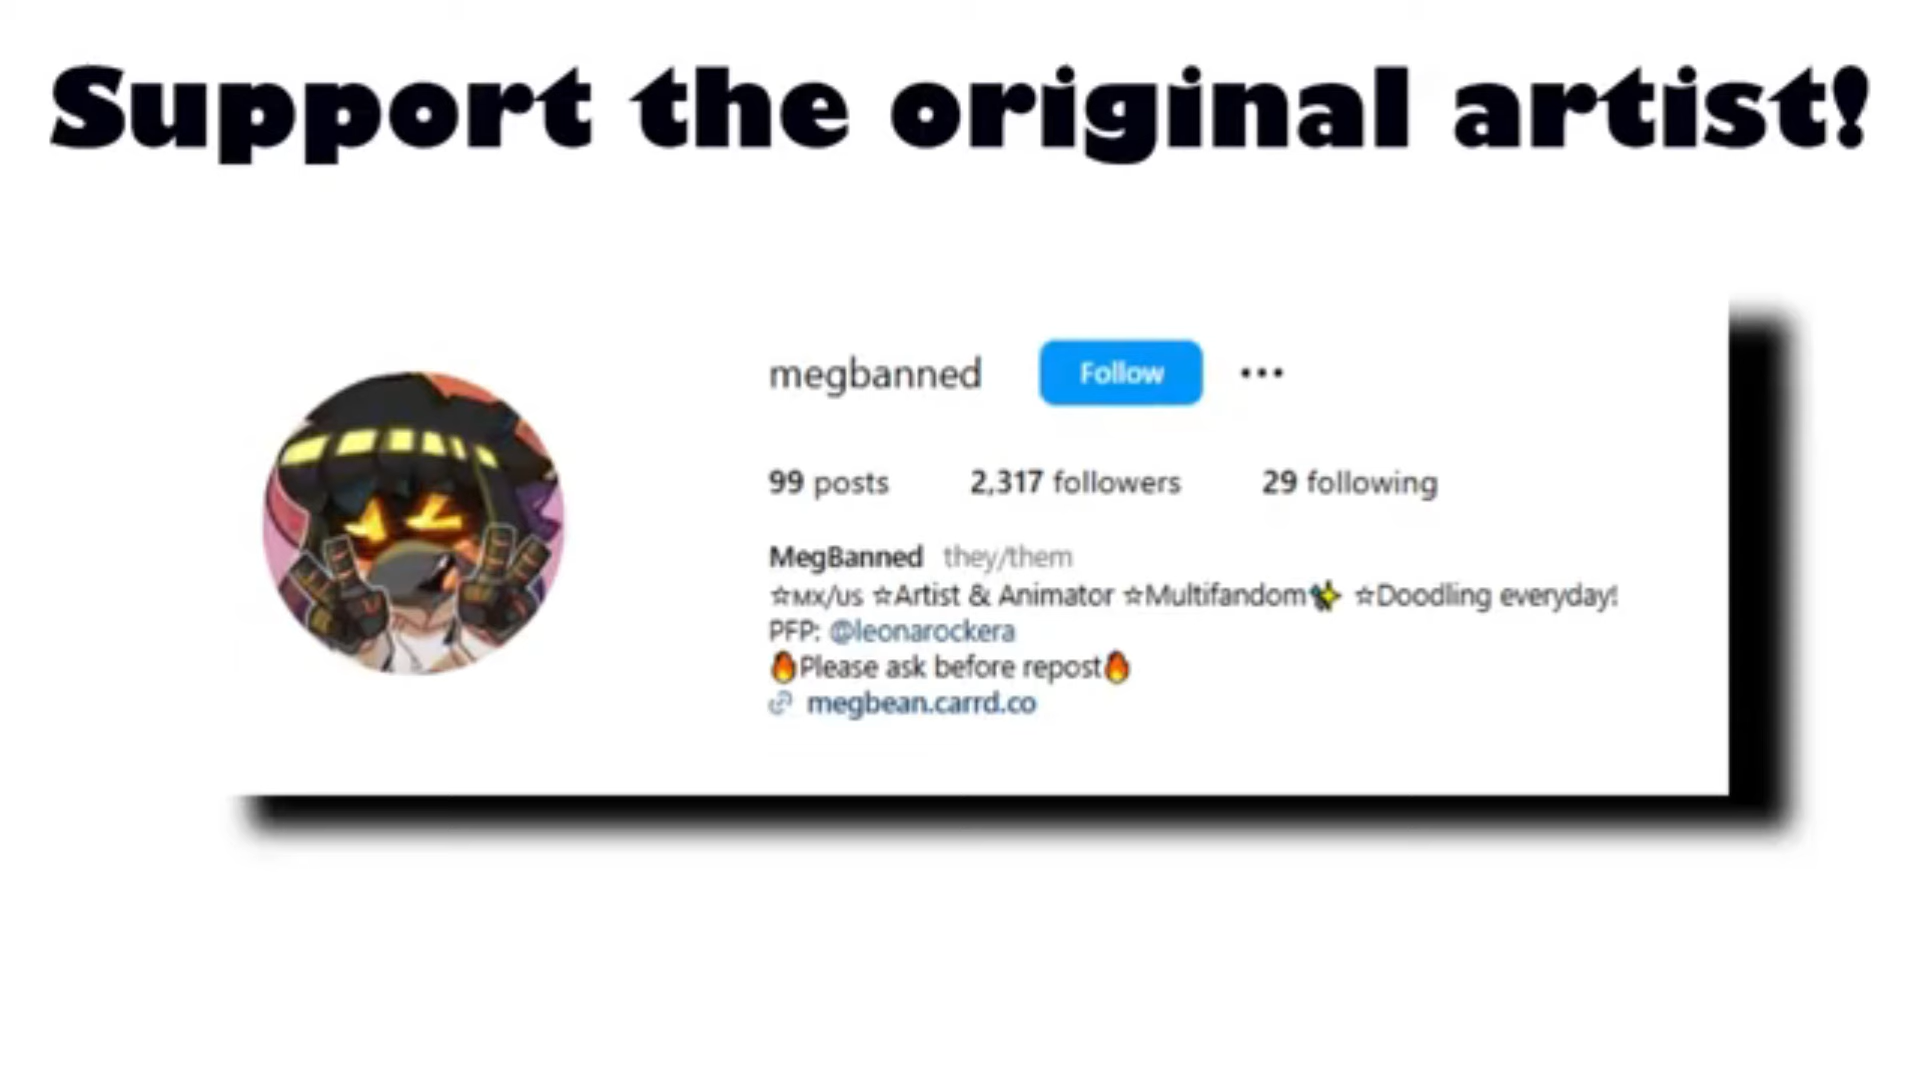 Support the original artist!
megbanned Follow •••
99 posts 2,317 followers 29 following
MegBanned they/them
☆MX/US ☆Artist & Animator ☆Multifandom✨ ☆Doodling everyday!
PFP: @leonarockera
🔥Please ask before repost🔥
megbean.carrd.co